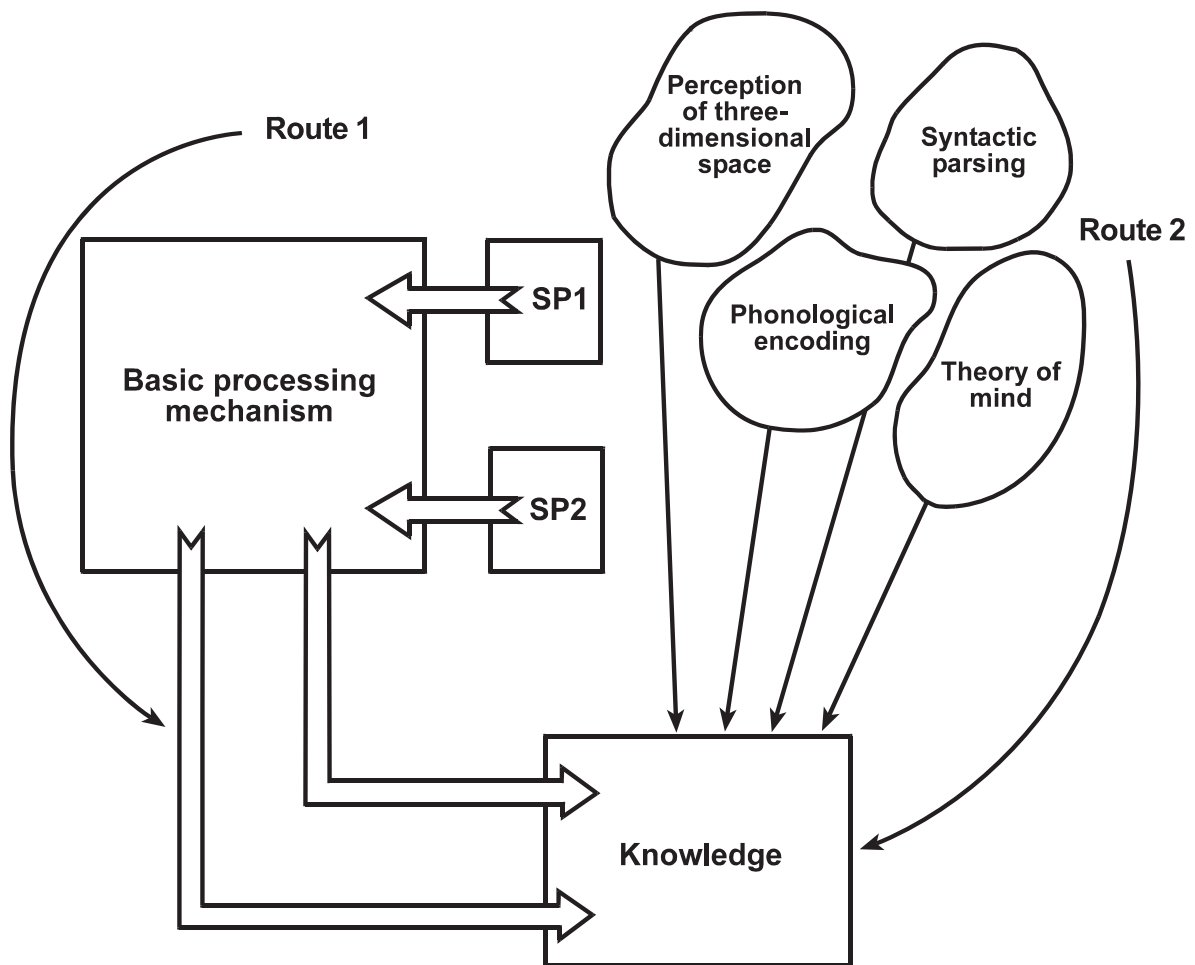 Route 1
Perception
of three-
dimensional
space
Syntactic
parsing
Route 2
SP1
Phonological
encoding
Basic processing
mechanism
Theory of
mind
SP2
Knowledge